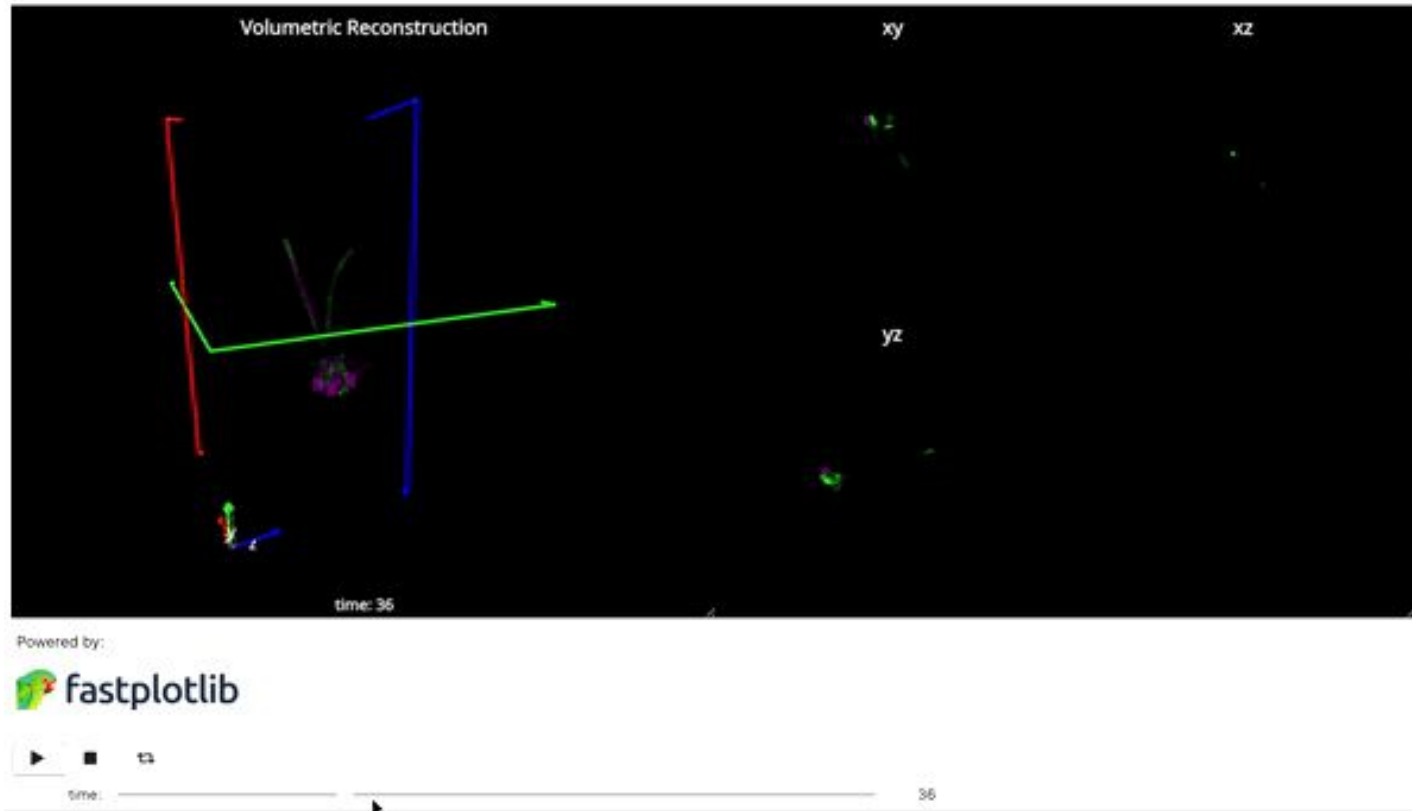 Volumetric Reconstruction
xy
xz
yz
time: 36
Powered by:
fastplotlib
time:
36